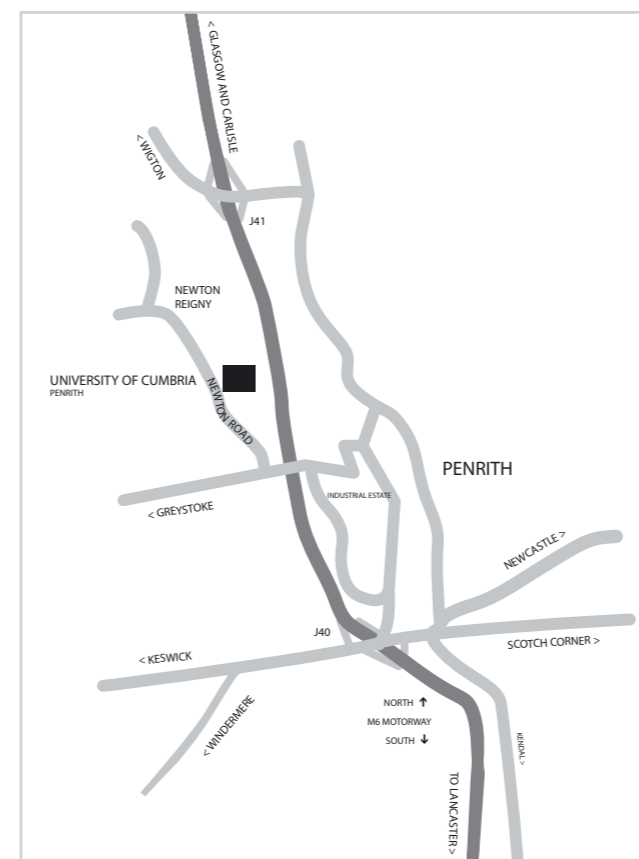 < GLASGOW AND CARLISLE
< WIGTON
J41
NEWTON
REIGNY
UNIVERSITY OF CUMBRIA
PENRITH
NEWTON ROAD
PENRITH
INDUSTRIAL ESTATE
< GREYSTOKE
NEWCASTLE >
J40
SCOTCH CORNER >
< KESWICK
< WINDERMERE
NORTH ↑
M6 MOTORWAY
SOUTH ↓
KENDAL >
TO LANCASTER >